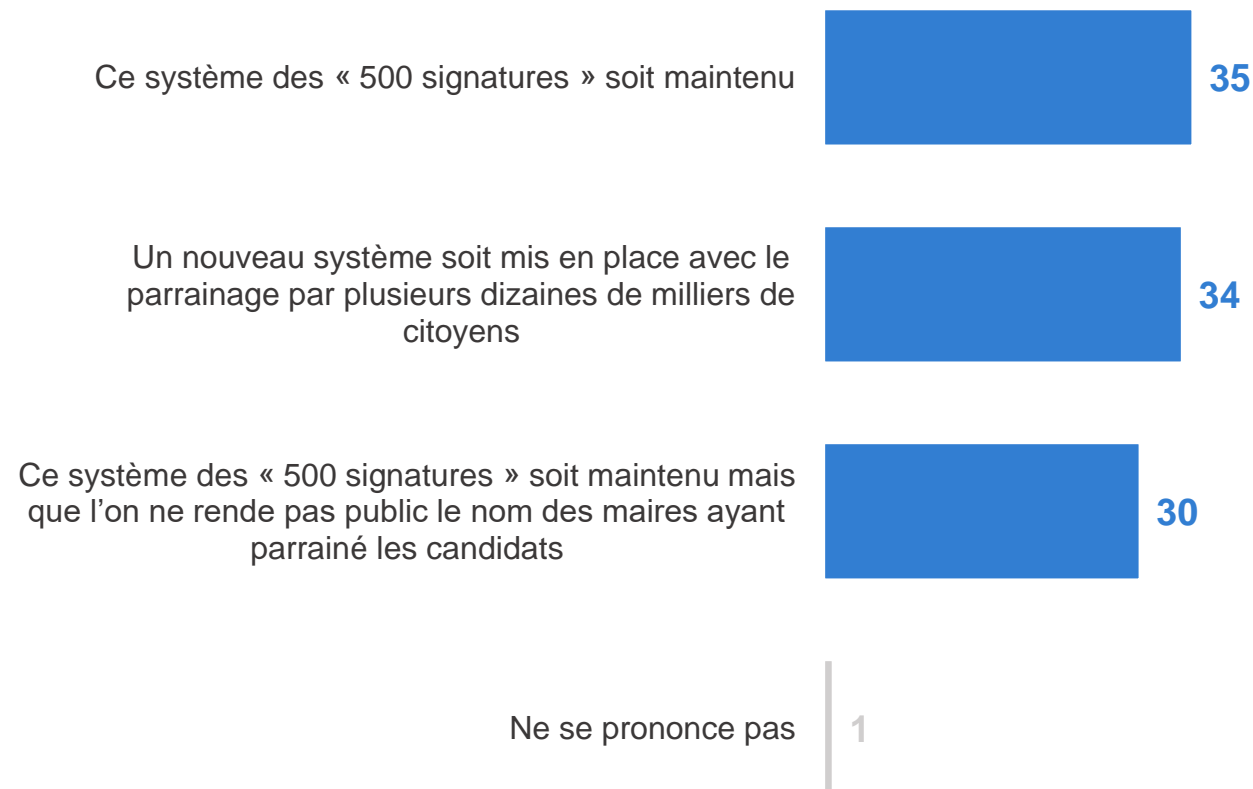 Ce système des « 500 signatures » soit maintenu
35
Un nouveau système soit mis en place avec le
parrainage par plusieurs dizaines de milliers de
citoyens
34
Ce système des « 500 signatures » soit maintenu mais
que l’on ne rende pas public le nom des maires ayant
parrainé les candidats
30
Ne se prononce pas
1